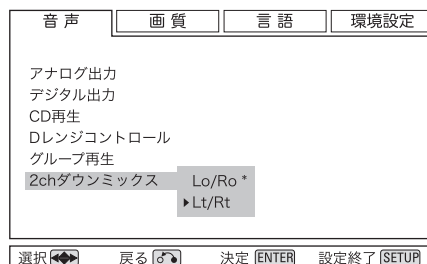 音声 画質 言語 環境設定
アナログ出力
デジタル出力
CD再生
Dレンジコントロール
グループ再生
2chダウンミックス Lo/Ro *
▶Lt/Rt
選択 戻る 決定 ENTER 設定終了 SETUP